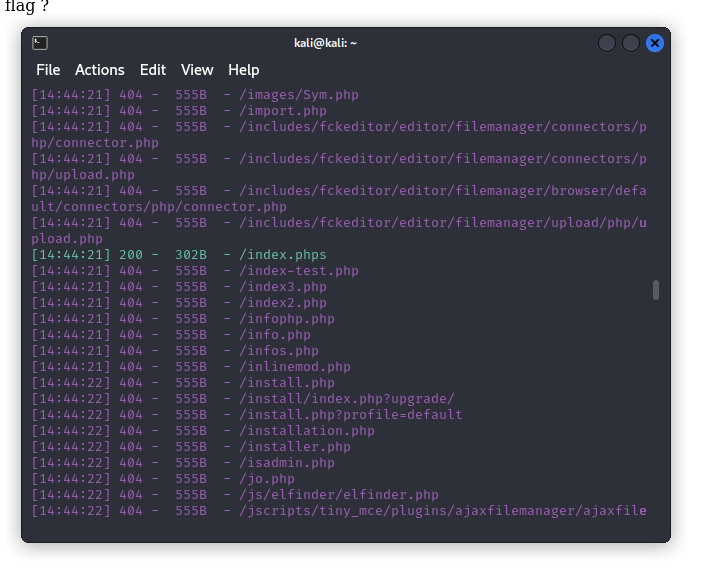 flag ?
kali@kali: ~
File Actions Edit View Help
[14:44:21] 404 -  555B  - /images/Sym.php
[14:44:21] 404 -  555B  - /import.php
[14:44:21] 404 -  555B  - /includes/fckeditor/editor/filemanager/connectors/p
hp/connector.php
[14:44:21] 404 -  555B  - /includes/fckeditor/editor/filemanager/connectors/p
hp/upload.php
[14:44:21] 404 -  555B  - /includes/fckeditor/editor/filemanager/browser/defa
ult/connectors/php/connector.php
[14:44:21] 404 -  555B  - /includes/fckeditor/editor/filemanager/upload/php/u
pload.php
[14:44:21] 200 -  302B  - /index.phps
[14:44:21] 404 -  555B  - /index-test.php
[14:44:21] 404 -  555B  - /index3.php
[14:44:21] 404 -  555B  - /index2.php
[14:44:21] 404 -  555B  - /infophp.php
[14:44:21] 404 -  555B  - /info.php
[14:44:21] 404 -  555B  - /infos.php
[14:44:21] 404 -  555B  - /inlinemod.php
[14:44:22] 404 -  555B  - /install.php
[14:44:22] 404 -  555B  - /install/index.php?upgrade/
[14:44:22] 404 -  555B  - /install.php?profile=default
[14:44:22] 404 -  555B  - /installation.php
[14:44:22] 404 -  555B  - /installer.php
[14:44:22] 404 -  555B  - /isadmin.php
[14:44:22] 404 -  555B  - /jo.php
[14:44:22] 404 -  555B  - /js/elfinder/elfinder.php
[14:44:22] 404 -  555B  - /jscripts/tiny_mce/plugins/ajaxfilemanager/ajaxfile